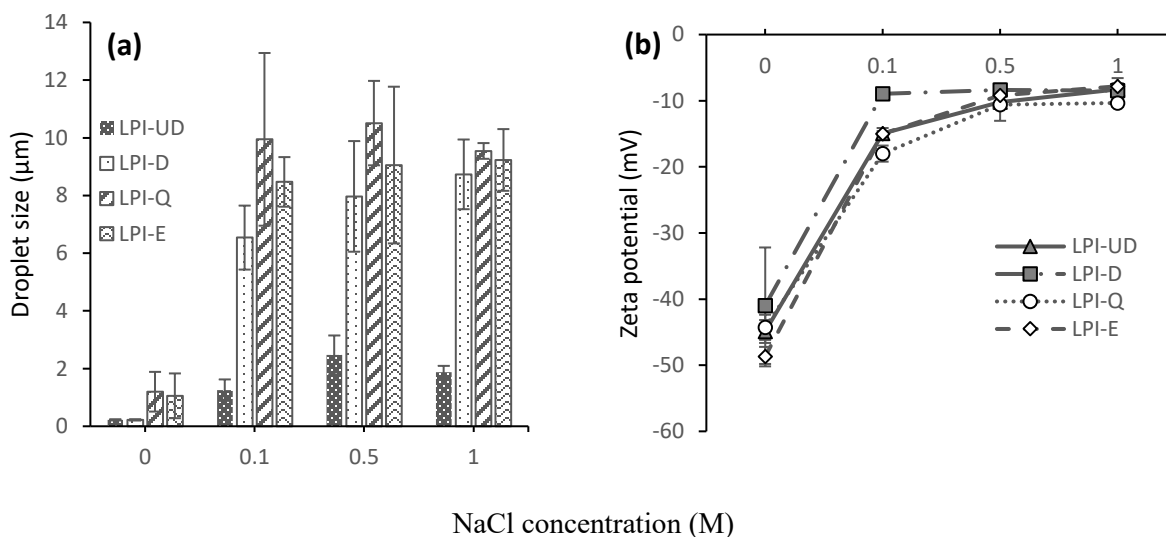 (a)
Droplet size (µm)
14
12
10
8
6
4
2
0
LPI-UD
LPI-D
LPI-Q
LPI-E
0 0.1 0.5 1
(b)
Zeta potential (mV)
0
-10
-20
-30
-40
-50
-60
0 0.1 0.5 1
LPI-UD
LPI-D
LPI-Q
LPI-E
NaCl concentration (M)